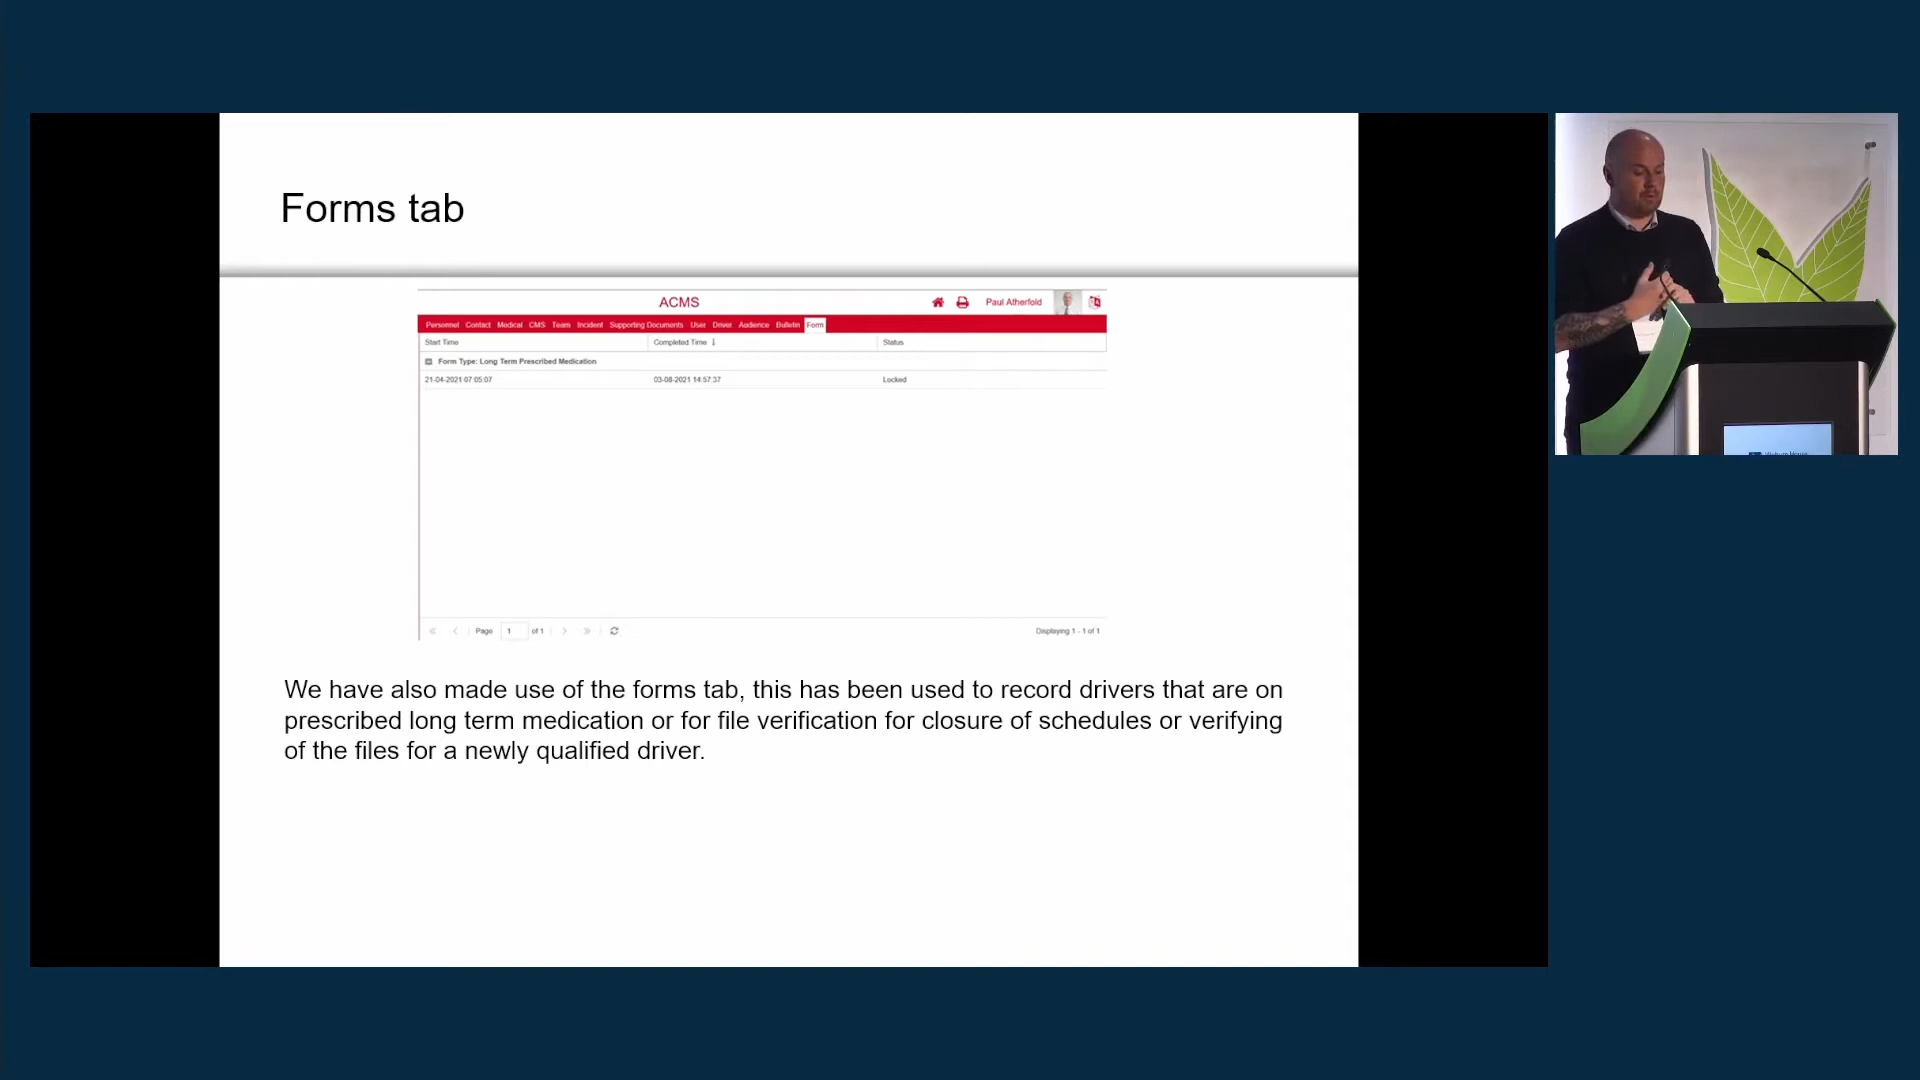 Forms tab
ACMS
Paul Atherfold
Personnel Contact Medical CMS Team Incident Supporting Documents User Driver Audience Bulletin Form
Start Time Completed Time Status
Form Type: Long Term Prescribed Medication
21-04-2021 07:05:07 03-08-2021 14:57:37 Locked
Page 1 of 1 Displaying 1 - 1 of 1
We have also made use of the forms tab, this has been used to record drivers that are on
prescribed long term medication or for file verification for closure of schedules or verifying
of the files for a newly qualified driver.